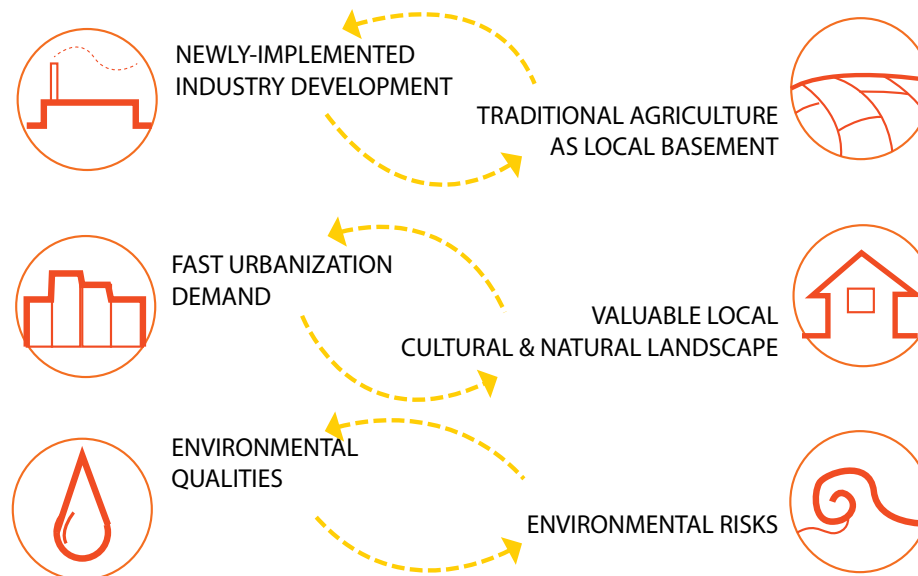 NEWLY-IMPLEMENTED
INDUSTRY DEVELOPMENT
TRADITIONAL AGRICULTURE
AS LOCAL BASEMENT
FAST URBANIZATION
DEMAND
VALUABLE LOCAL
CULTURAL & NATURAL LANDSCAPE
ENVIRONMENTAL
QUALITIES
ENVIRONMENTAL RISKS